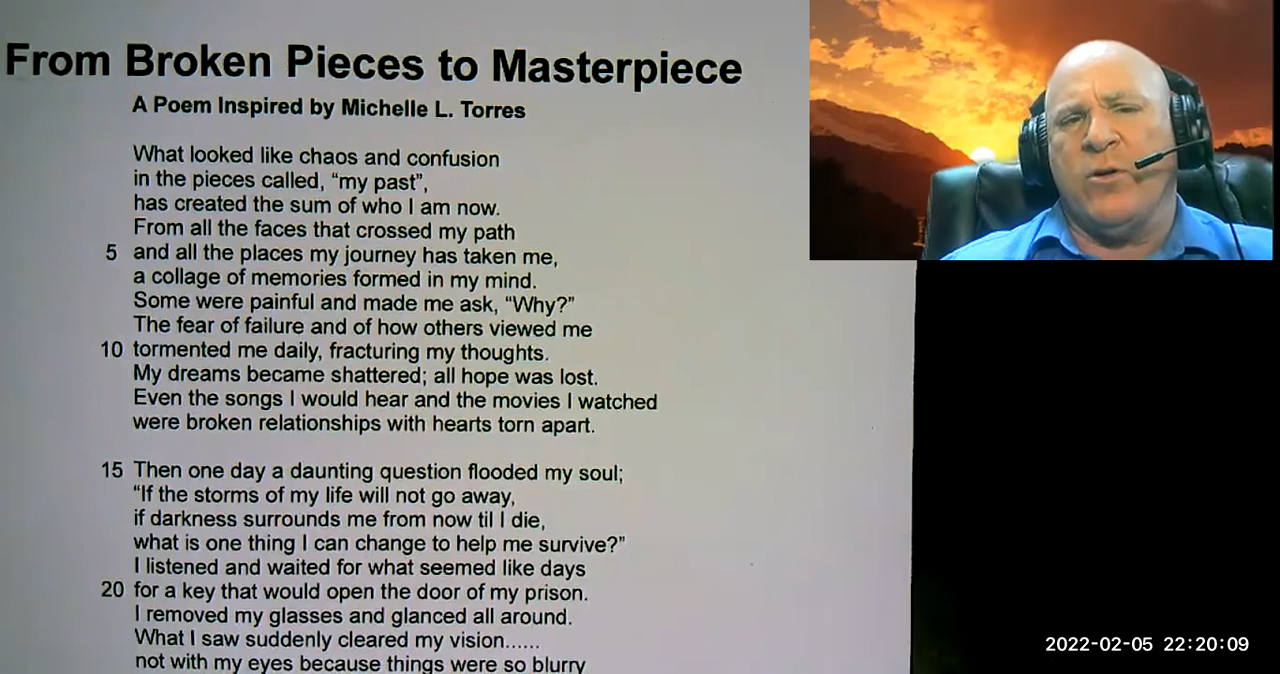 From Broken Pieces to Masterpiece
A Poem Inspired by Michelle L. Torres
What looked like chaos and confusion
in the pieces called, “my past”,
has created the sum of who I am now.
From all the faces that crossed my path
5 and all the places my journey has taken me,
a collage of memories formed in my mind.
Some were painful and made me ask, “Why?”
The fear of failure and of how others viewed me
10 tormented me daily, fracturing my thoughts.
My dreams became shattered; all hope was lost.
Even the songs I would hear and the movies I watched
were broken relationships with hearts torn apart.
15 Then one day a daunting question flooded my soul;
“If the storms of my life will not go away,
if darkness surrounds me from now til I die,
what is one thing I can change to help me survive?”
I listened and waited for what seemed like days
20 for a key that would open the door of my prison.
I removed my glasses and glanced all around.
What I saw suddenly cleared my vision......
not with my eyes because things were so blurry
2022-02-05 22:20:09